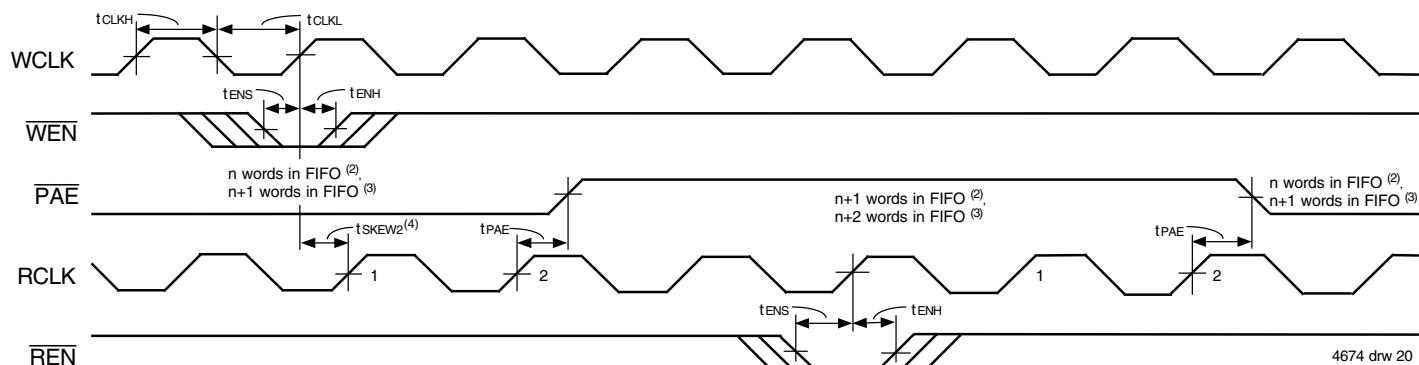 tCLKH tCLKL
WCLK
tENS tENH
WEN
n words in FIFO (2),
n+1 words in FIFO (3)
PAE
n+1 words in FIFO (2),
n+2 words in FIFO (3)
n words in FIFO (2),
n+1 words in FIFO (3)
tSKEW2(4) tPAE tPAE
RCLK 1 2 1 2
tENS tENH
REN
4674 drw 20